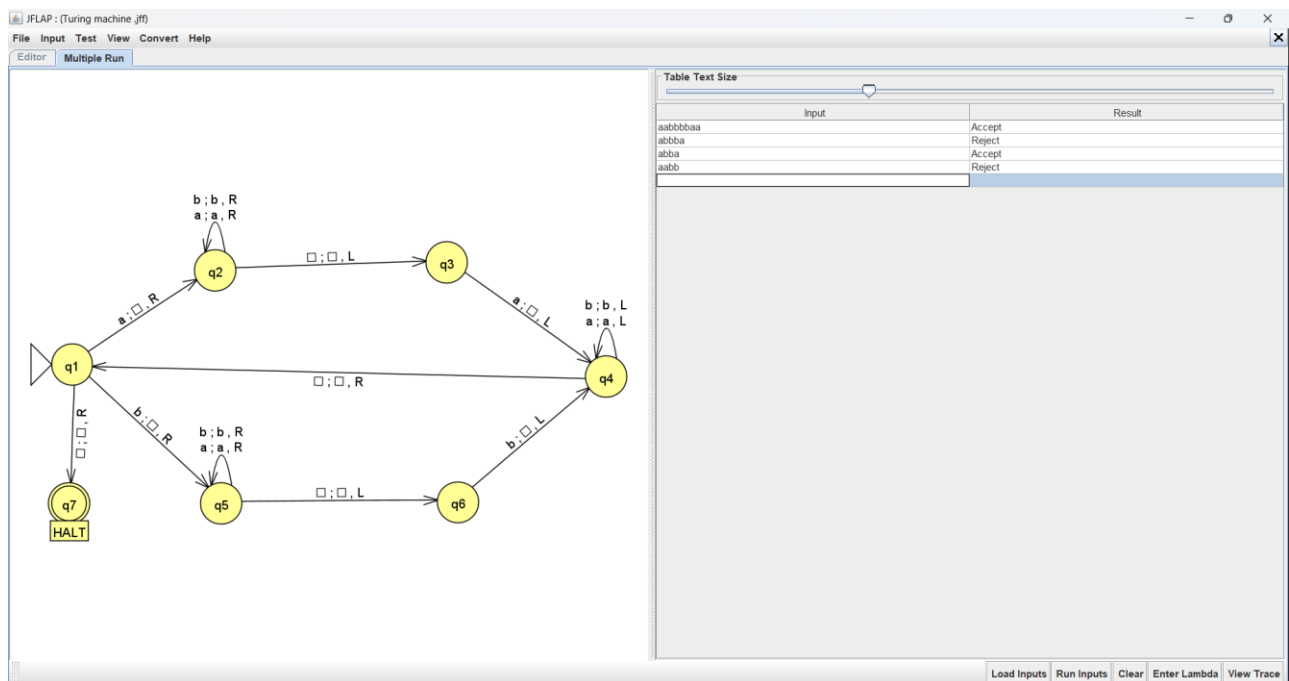 JFLAP : (Turing machine .jff)
File Input Test View Convert Help
Editor Multiple Run
Table Text Size
Input Result
aabbbbaa Accept
abbba Reject
abba Accept
aabb Reject
b ; b , R
a ; a , R
q2
□ ; □ , L
q3
a ; □ , R
a ; □ , L
b ; b , L
a ; a , L
q1
□ ; □ , R
q4
□ ; □ , R
b ; □ , R
b ; b , R
a ; a , R
b ; □ , L
q7
HALT
q5
□ ; □ , L
q6
Load Inputs Run Inputs Clear Enter Lambda View Trace